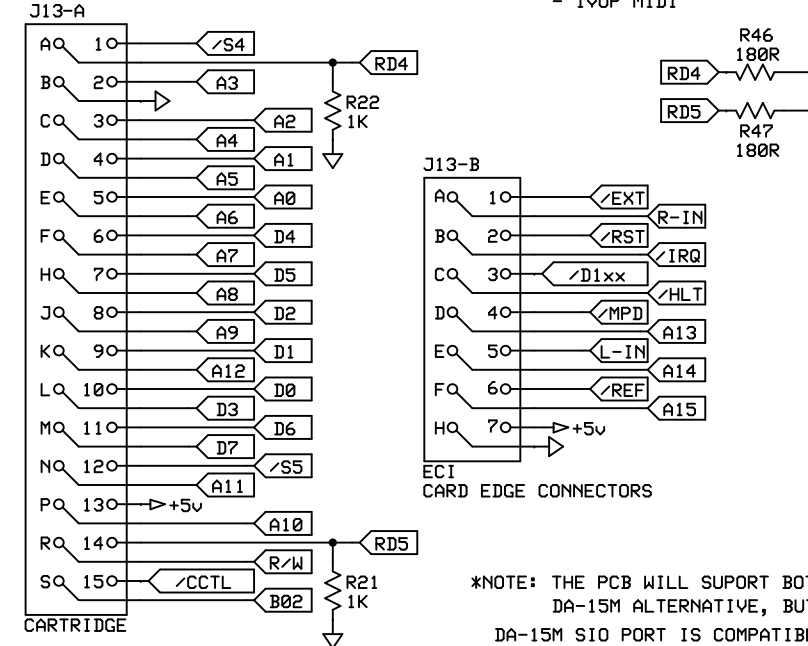 - IVOP MIDI
J13-A
A 1 /S4
RD4
B 2 A3
R22
1K
C 3 A2
A4
D 4 A1
A5
E 5 A0
A6
F 6 D4
A7
H 7 D5
A8
J 8 D2
A9
K 9 D1
A12
L 10 D0
D3
M 11 D6
D7
N 12 /S5
A11
P 13 +5v
A10
R 14 RD5
R/W
S 15 /CCTL
B02
R21
1K
CARTRIDGE
R46
180R
RD4
RD5
R47
180R
J13-B
A 1 /EXT
R-IN
B 2 /RST
/IRQ
C 3 /D1xx
/HLT
D 4 /MPD
A13
E 5 L-IN
A14
F 6 /REF
A15
H 7 +5v
ECI
CARD EDGE CONNECTORS
*NOTE: THE PCB WILL SUPORT BOT
DA-15M ALTERNATIVE, BU
DA-15M SIO PORT IS COMPATIB